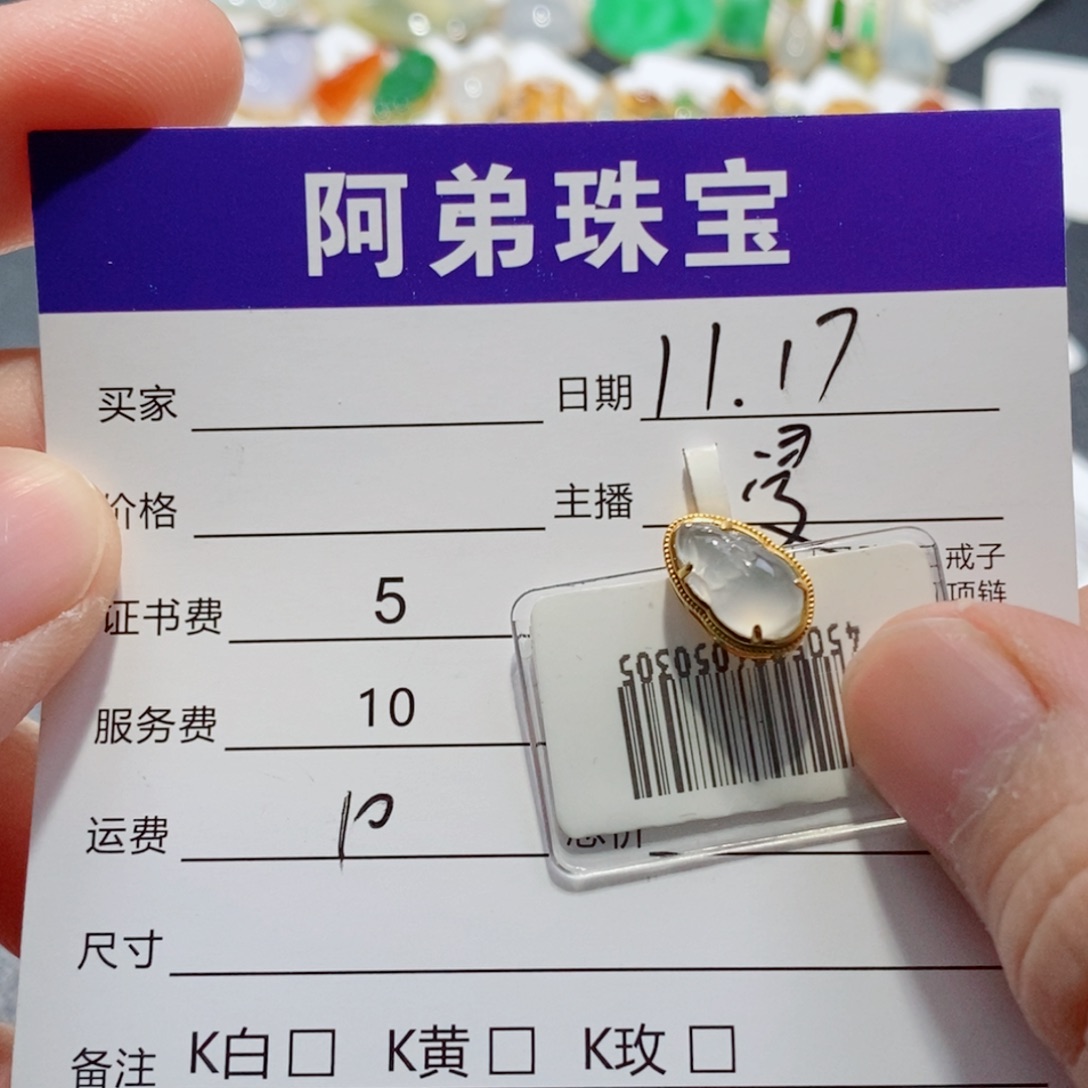 阿弟珠宝
买家 日期 11.17
价格 主播
戒子
项链
证书费 5
服务费 10
运费 10
总价
尺寸
备注 K白 □ K黄 □ K玫 □